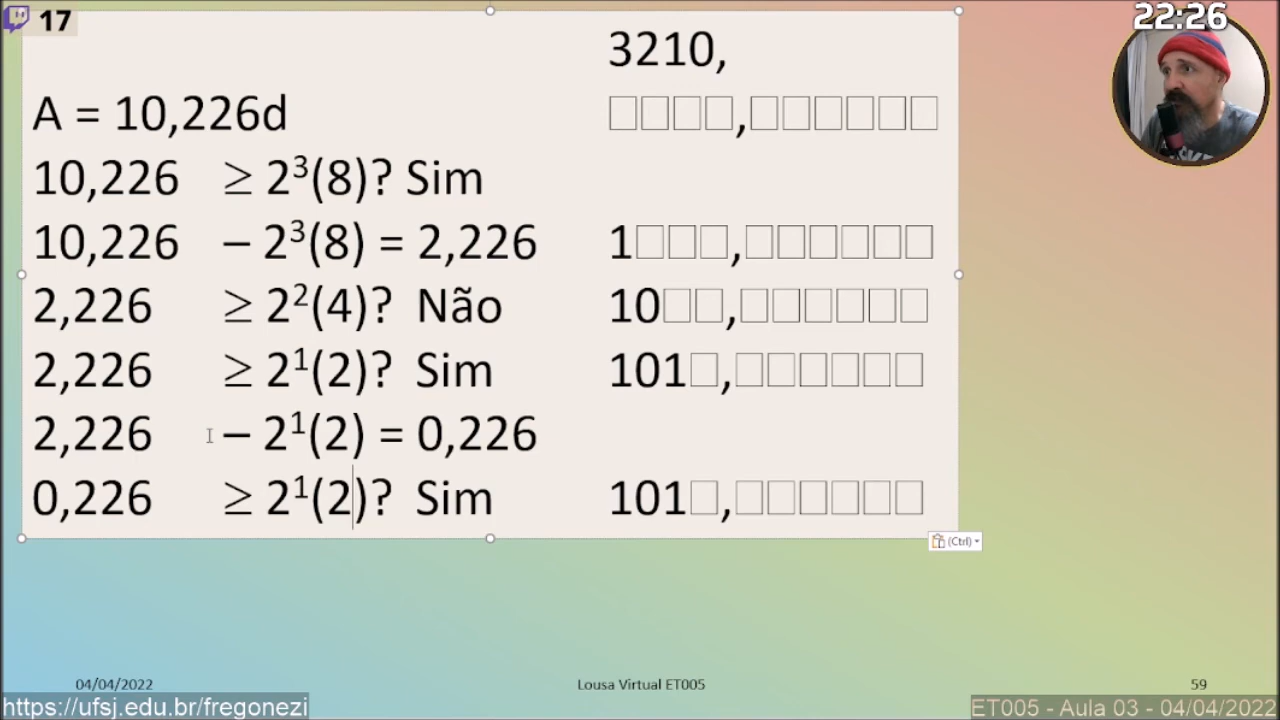 17
22:26
3210,
A = 10,226d □□□□,□□□□□□
10,226 ≥ 2³(8)? Sim
10,226 – 2³(8) = 2,226 1□□□,□□□□□□
2,226 ≥ 2²(4)? Não 10□□,□□□□□□
2,226 ≥ 2¹(2)? Sim 101□,□□□□□□
2,226 – 2¹(2) = 0,226
0,226 ≥ 2¹(2)? Sim 101□,□□□□□□
(Ctrl)
04/04/2022 Lousa Virtual ET005 59
https://ufsj.edu.br/fregonezi ET005 - Aula 03 - 04/04/2022